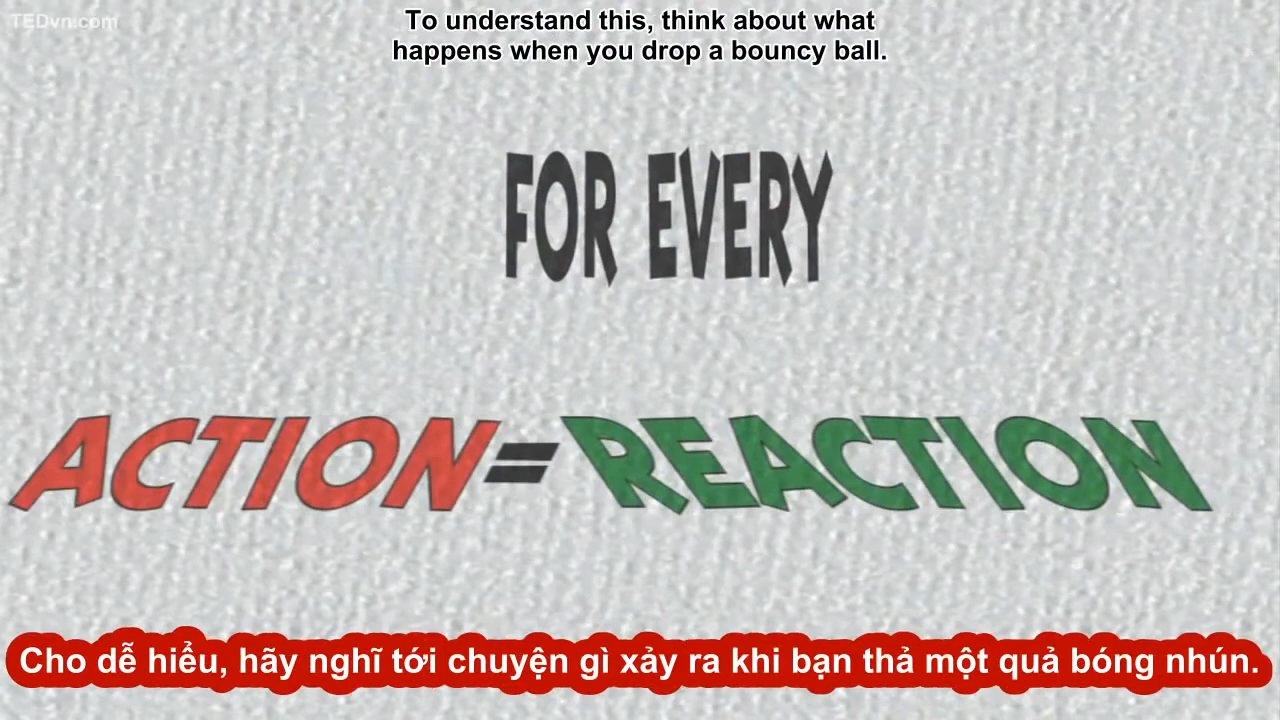 TEDvn.com
To understand this, think about what
happens when you drop a bouncy ball.
FOR EVERY
ACTION=REACTION
Cho dễ hiểu, hãy nghĩ tới chuyện gì xảy ra khi bạn thả một quả bóng nhún.